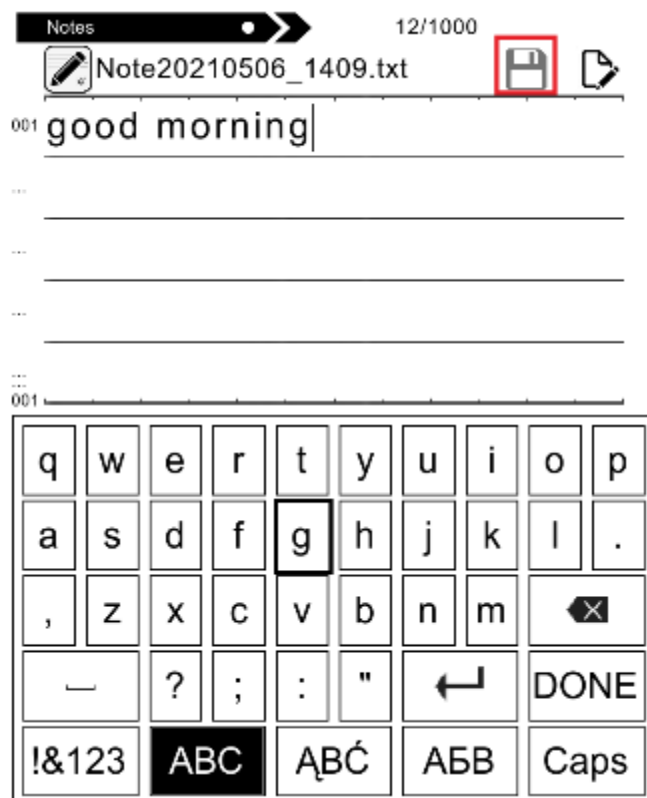 Notes 12/1000
Note20210506_1409.txt
001 good morning
001
q w e r t y u i o p
a s d f g h j k l .
, z x c v b n m
? ; : "
DONE
!&123 ABC ĄBĆ АБВ Caps